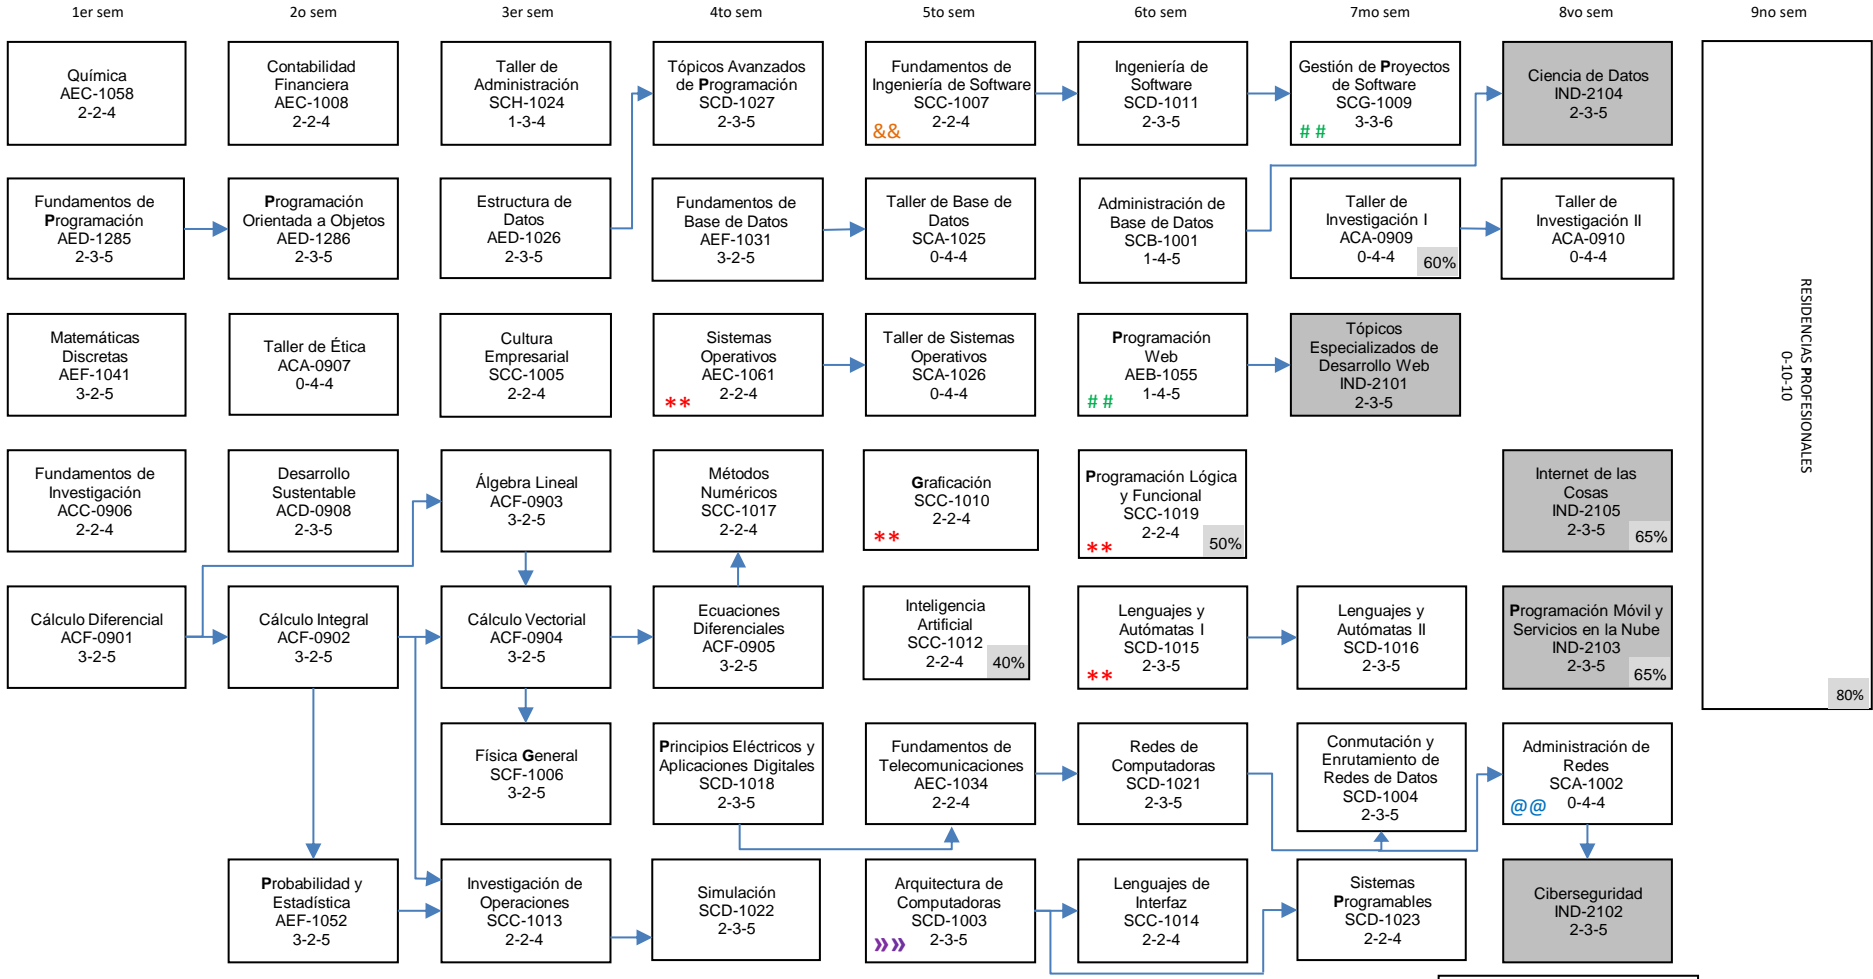 1er sem
2o sem
3er sem
4to sem
5to sem
6to sem
7mo sem
8vo sem
9no sem
Química
AEC-1058
2-2-4
Contabilidad
Financiera
AEC-1008
2-2-4
Taller de
Administración
SCH-1024
1-3-4
Tópicos Avanzados
de Programación
SCD-1027
2-3-5
Fundamentos de
Ingeniería de Software
SCC-1007
2-2-4
&&
Ingeniería de
Software
SCD-1011
2-3-5
Gestión de Proyectos
de Software
SCG-1009
3-3-6
# #
Ciencia de Datos
IND-2104
2-3-5
Fundamentos de
Programación
AED-1285
2-3-5
Programación
Orientada a Objetos
AED-1286
2-3-5
Estructura de
Datos
AED-1026
2-3-5
Fundamentos de
Base de Datos
AEF-1031
3-2-5
Taller de Base de
Datos
SCA-1025
0-4-4
Administración de
Base de Datos
SCB-1001
1-4-5
Taller de
Investigación I
ACA-0909
0-4-4
60%
Taller de
Investigación II
ACA-0910
0-4-4
Matemáticas
Discretas
AEF-1041
3-2-5
Taller de Ética
ACA-0907
0-4-4
Cultura
Empresarial
SCC-1005
2-2-4
Sistemas
Operativos
AEC-1061
2-2-4
**
Taller de Sistemas
Operativos
SCA-1026
0-4-4
Programación
Web
AEB-1055
1-4-5
# #
Tópicos
Especializados de
Desarrollo Web
IND-2101
2-3-5
RESIDENCIAS PROFESIONALES
0-10-10
80%
Fundamentos de
Investigación
ACC-0906
2-2-4
Desarrollo
Sustentable
ACD-0908
2-3-5
Álgebra Lineal
ACF-0903
3-2-5
Métodos
Numéricos
SCC-1017
2-2-4
Graficación
SCC-1010
2-2-4
**
Programación Lógica
y Funcional
SCC-1019
2-2-4
**
50%
Internet de las
Cosas
IND-2105
2-3-5
65%
Cálculo Diferencial
ACF-0901
3-2-5
Cálculo Integral
ACF-0902
3-2-5
Cálculo Vectorial
ACF-0904
3-2-5
Ecuaciones
Diferenciales
ACF-0905
3-2-5
Inteligencia
Artificial
SCC-1012
2-2-4
40%
Lenguajes y
Autómatas I
SCD-1015
2-3-5
**
Lenguajes y
Autómatas II
SCD-1016
2-3-5
Programación Móvil y
Servicios en la Nube
IND-2103
2-3-5
65%
Física General
SCF-1006
3-2-5
Principios Eléctricos y
Aplicaciones Digitales
SCD-1018
2-3-5
Fundamentos de
Telecomunicaciones
AEC-1034
2-2-4
Redes de
Computadoras
SCD-1021
2-3-5
Conmutación y
Enrutamiento de
Redes de Datos
SCD-1004
2-3-5
Administración de
Redes
SCA-1002
0-4-4
@@
Probabilidad y
Estadística
AEF-1052
3-2-5
Investigación de
Operaciones
SCC-1013
2-2-4
Simulación
SCD-1022
2-3-5
Arquitectura de
Computadoras
SCD-1003
2-3-5
»»
Lenguajes de
Interfaz
SCC-1014
2-2-4
Sistemas
Programables
SCD-1023
2-2-4
Ciberseguridad
IND-2102
2-3-5